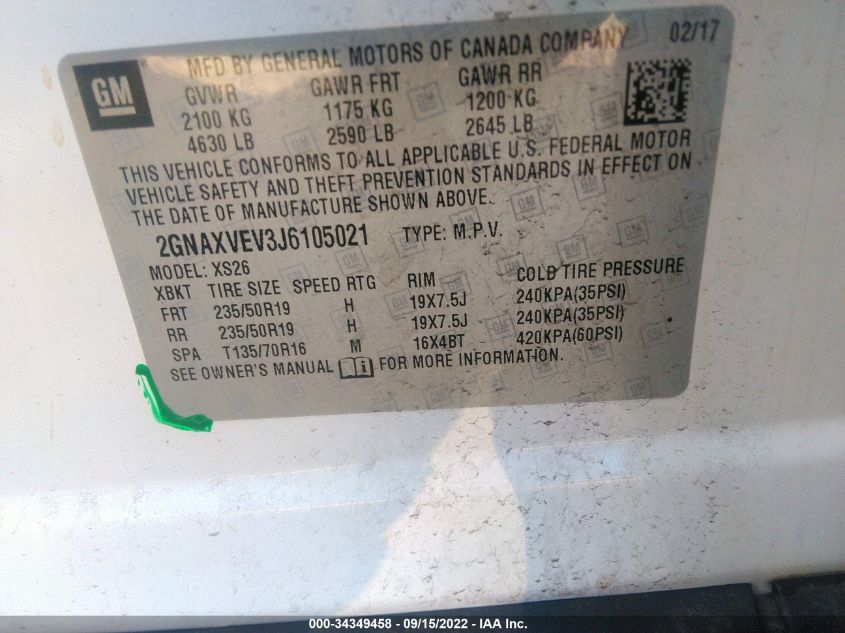 GM
MFD BY GENERAL MOTORS OF CANADA COMPANY 02/17
GVWR GAWR FRT GAWR RR
2100 KG 1175 KG 1200 KG
4630 LB 2590 LB 2645 LB
THIS VEHICLE CONFORMS TO ALL APPLICABLE U.S. FEDERAL MOTOR
VEHICLE SAFETY AND THEFT PREVENTION STANDARDS IN EFFECT ON
THE DATE OF MANUFACTURE SHOWN ABOVE.
2GNAXVEV3J6105021 TYPE: M.P.V.
MODEL: XS26
XBKT TIRE SIZE SPEED RTG RIM COLD TIRE PRESSURE
FRT 235/50R19 H 19X7.5J 240KPA(35PSI)
RR 235/50R19 H 19X7.5J 240KPA(35PSI)
SPA T135/70R16 M 16X4BT 420KPA(60PSI)
SEE OWNER'S MANUAL FOR MORE INFORMATION.
000-34349458 - 09/15/2022 - IAA Inc.